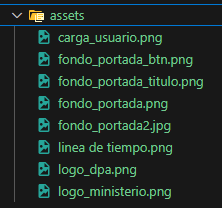 assets
carga_usuario.png
fondo_portada_btn.png
fondo_portada_titulo.png
fondo_portada.png
fondo_portada2.jpg
linea de tiempo.png
logo_dpa.png
logo_ministerio.png